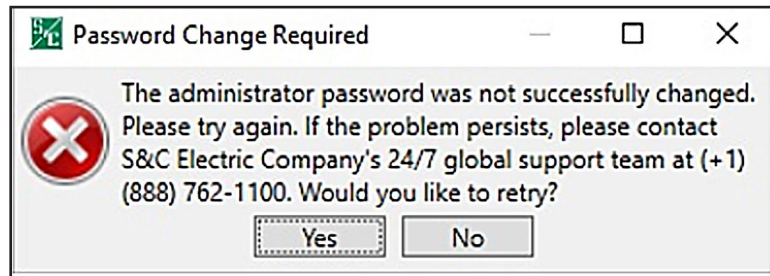 S/C Password Change Required
The administrator password was not successfully changed.
Please try again. If the problem persists, please contact
S&C Electric Company's 24/7 global support team at (+1)
(888) 762-1100. Would you like to retry?
Yes No